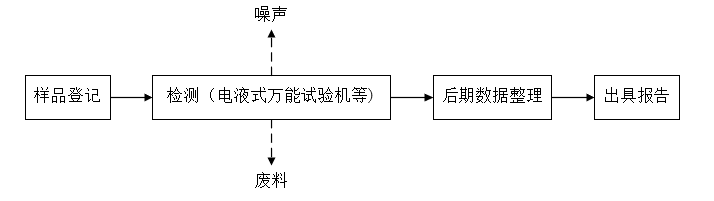 噪声
样品登记
检测（电液式万能试验机等)
后期数据整理
出具报告
废料